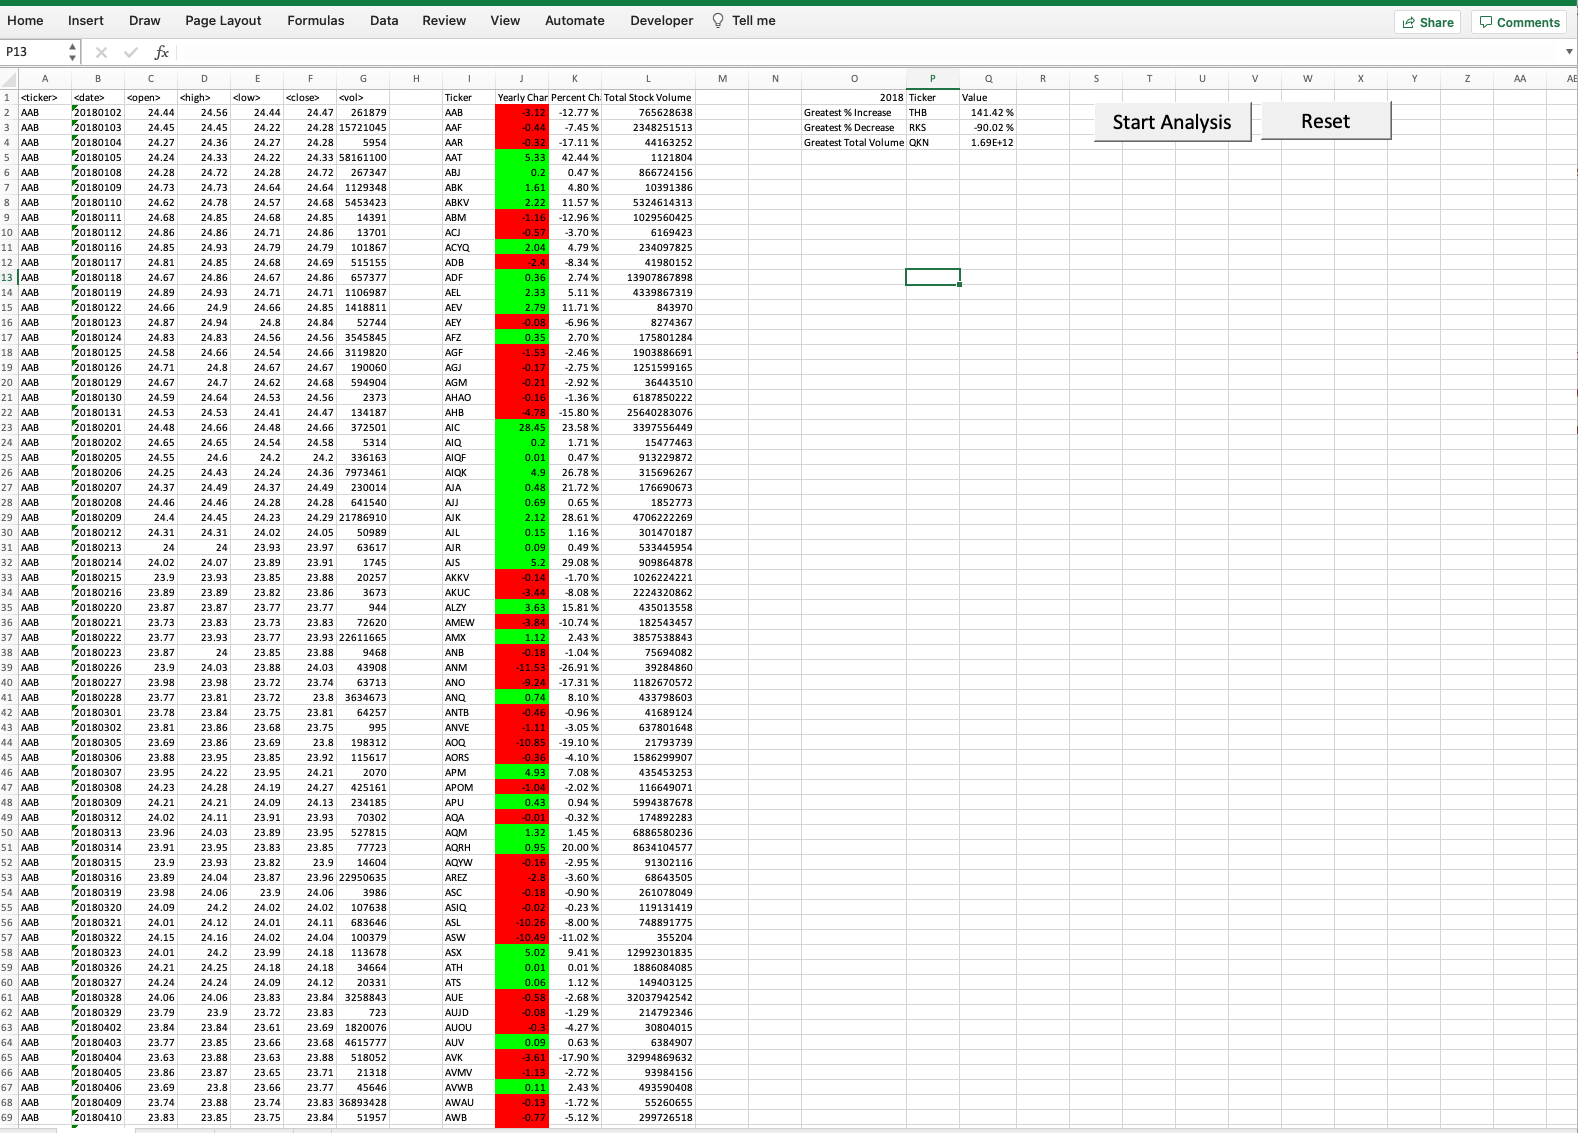 Home Insert Draw Page Layout Formulas Data Review View Automate Developer Tell me Share Comments
P13 fx
A B C D E F G H I J K L M N O P Q R S T U V W X Y Z AA AE
1 <ticker> <date> <open> <high> <low> <close> <vol> Ticker Yearly Char Percent Ch Total Stock Volume 2018 Ticker Value
2 AAB 20180102 24.44 24.56 24.44 24.47 261879 AAB -3.12 -12.77 % 765628638 Greatest % Increase THB 141.42 % Start Analysis Reset
3 AAB 20180103 24.45 24.45 24.22 24.28 15721045 AAF -0.44 -7.45 % 2348251513 Greatest % Decrease RKS -90.02 %
4 AAB 20180104 24.27 24.36 24.27 24.28 5954 AAR -0.32 -17.11 % 44163252 Greatest Total Volume QKN 1.69E+12
5 AAB 20180105 24.24 24.33 24.22 24.33 58161100 AAT 5.33 42.44 % 1121804
6 AAB 20180108 24.28 24.72 24.28 24.72 267347 ABJ 0.2 0.47 % 866724156
7 AAB 20180109 24.73 24.73 24.64 24.64 1129348 ABK 1.61 4.80 % 10391386
8 AAB 20180110 24.62 24.78 24.57 24.68 5453423 ABKV 2.22 11.57 % 5324614313
9 AAB 20180111 24.68 24.85 24.68 24.85 14391 ABM -1.16 -12.96 % 1029560425
10 AAB 20180112 24.86 24.86 24.71 24.86 13701 ACJ -0.57 -3.70 % 6169423
11 AAB 20180116 24.85 24.93 24.79 24.79 101867 ACYQ 2.04 4.79 % 234097825
12 AAB 20180117 24.81 24.85 24.68 24.69 515155 ADB -2.4 -8.34 % 41980152
13 AAB 20180118 24.67 24.86 24.67 24.86 657377 ADF 0.36 2.74 % 13907867898
14 AAB 20180119 24.89 24.93 24.71 24.71 1106987 AEL 2.33 5.11 % 4339867319
15 AAB 20180122 24.66 24.9 24.66 24.85 1418811 AEV 2.79 11.71 % 843970
16 AAB 20180123 24.87 24.94 24.8 24.84 52744 AEY -0.08 -6.96 % 8274367
17 AAB 20180124 24.83 24.83 24.56 24.56 3545845 AFZ 0.35 2.70 % 175801284
18 AAB 20180125 24.58 24.66 24.54 24.66 3119820 AGF -1.53 -2.46 % 1903886691
19 AAB 20180126 24.71 24.8 24.67 24.67 190060 AGJ -0.17 -2.75 % 1251599165
20 AAB 20180129 24.67 24.7 24.62 24.68 594904 AGM -0.21 -2.92 % 36443510
21 AAB 20180130 24.59 24.64 24.53 24.56 2373 AHAO -0.16 -1.36 % 6187850222
22 AAB 20180131 24.53 24.53 24.41 24.47 134187 AHB -4.78 -15.80 % 25640283076
23 AAB 20180201 24.48 24.66 24.48 24.66 372501 AIC 28.45 23.58 % 3397556449
24 AAB 20180202 24.65 24.65 24.54 24.58 5314 AIQ 0.2 1.71 % 15477463
25 AAB 20180205 24.55 24.6 24.2 24.2 336163 AIQF 0.01 0.47 % 913229872
26 AAB 20180206 24.25 24.43 24.24 24.36 7973461 AIQK 4.9 26.78 % 315696267
27 AAB 20180207 24.37 24.49 24.37 24.49 230014 AJA 0.48 21.72 % 176690673
28 AAB 20180208 24.46 24.46 24.28 24.28 641540 AJJ 0.69 0.65 % 1852773
29 AAB 20180209 24.4 24.45 24.23 24.29 21786910 AJK 2.12 28.61 % 4706222269
30 AAB 20180212 24.31 24.31 24.02 24.05 50989 AJL 0.15 1.16 % 301470187
31 AAB 20180213 24 24 23.93 23.97 63617 AJR 0.09 0.49 % 533445954
32 AAB 20180214 24.02 24.07 23.89 23.91 1745 AJS 5.2 29.08 % 909864878
33 AAB 20180215 23.9 23.93 23.85 23.88 20257 AKKV -0.14 -1.70 % 1026224221
34 AAB 20180216 23.89 23.89 23.82 23.86 3673 AKUC -3.44 -8.08 % 2224320862
35 AAB 20180220 23.87 23.87 23.77 23.77 944 ALZY 3.63 15.81 % 435013558
36 AAB 20180221 23.73 23.83 23.73 23.83 72620 AMEW -3.84 -10.74 % 182543457
37 AAB 20180222 23.77 23.93 23.77 23.93 22611665 AMX 1.12 2.43 % 3857538843
38 AAB 20180223 23.87 24 23.85 23.88 9468 ANB -0.18 -1.04 % 75694082
39 AAB 20180226 23.9 24.03 23.88 24.03 43908 ANM -11.53 -26.91 % 39284860
40 AAB 20180227 23.98 23.98 23.72 23.74 63713 ANO -9.24 -17.31 % 1182670572
41 AAB 20180228 23.77 23.81 23.72 23.8 3634673 ANQ 0.74 8.10 % 433798603
42 AAB 20180301 23.78 23.84 23.75 23.81 64257 ANTB -0.46 -0.96 % 41689124
43 AAB 20180302 23.81 23.86 23.68 23.75 995 ANVE -1.11 -3.05 % 637801648
44 AAB 20180305 23.69 23.86 23.69 23.8 198312 AOQ -10.85 -19.10 % 21793739
45 AAB 20180306 23.88 23.95 23.85 23.92 115617 AORS -0.36 -4.10 % 1586299907
46 AAB 20180307 23.95 24.22 23.95 24.21 2070 APM 4.93 7.08 % 435453253
47 AAB 20180308 24.23 24.28 24.19 24.27 425161 APOM -1.04 -2.02 % 116649071
48 AAB 20180309 24.21 24.21 24.09 24.13 234185 APU 0.43 0.94 % 5994387678
49 AAB 20180312 24.02 24.11 23.91 23.93 70302 AQA -0.01 -0.32 % 174892283
50 AAB 20180313 23.96 24.03 23.89 23.95 527815 AQM 1.32 1.45 % 6886580236
51 AAB 20180314 23.91 23.95 23.83 23.85 77723 AQRH 0.95 20.00 % 8634104577
52 AAB 20180315 23.9 23.93 23.82 23.9 14604 AQYW -0.16 -2.95 % 91302116
53 AAB 20180316 23.89 24.04 23.87 23.96 22950635 AREZ -2.8 -3.60 % 68643505
54 AAB 20180319 23.98 24.06 23.9 24.06 3986 ASC -0.18 -0.90 % 261078049
55 AAB 20180320 24.09 24.2 24.02 24.02 107638 ASIQ -0.02 -0.23 % 119131419
56 AAB 20180321 24.01 24.12 24.01 24.11 683646 ASL -10.26 -8.00 % 748891775
57 AAB 20180322 24.15 24.16 24.02 24.04 100379 ASW -10.49 -11.02 % 355204
58 AAB 20180323 24.01 24.2 23.99 24.18 113678 ASX 5.02 9.41 % 12992301835
59 AAB 20180326 24.21 24.25 24.18 24.18 34664 ATH 0.01 0.01 % 1886084085
60 AAB 20180327 24.24 24.24 24.09 24.12 20331 ATS 0.06 1.12 % 149403125
61 AAB 20180328 24.06 24.06 23.83 23.84 3258843 AUE -0.58 -2.68 % 32037942542
62 AAB 20180329 23.79 23.9 23.72 23.83 723 AUJD -0.08 -1.29 % 214792346
63 AAB 20180402 23.84 23.84 23.61 23.69 1820076 AUOU -0.3 -4.27 % 30804015
64 AAB 20180403 23.77 23.85 23.66 23.68 4615777 AUV 0.09 0.63 % 6384907
65 AAB 20180404 23.63 23.88 23.63 23.88 518052 AVK -3.61 -17.90 % 32994869632
66 AAB 20180405 23.86 23.87 23.65 23.71 21318 AVMV -1.13 -2.72 % 93984156
67 AAB 20180406 23.69 23.8 23.66 23.77 45646 AVWB 0.11 2.43 % 493590408
68 AAB 20180409 23.74 23.88 23.74 23.83 36893428 AWAU -0.13 -1.72 % 55260655
69 AAB 20180410 23.83 23.85 23.75 23.84 51957 AWB -0.77 -5.12 % 299726518